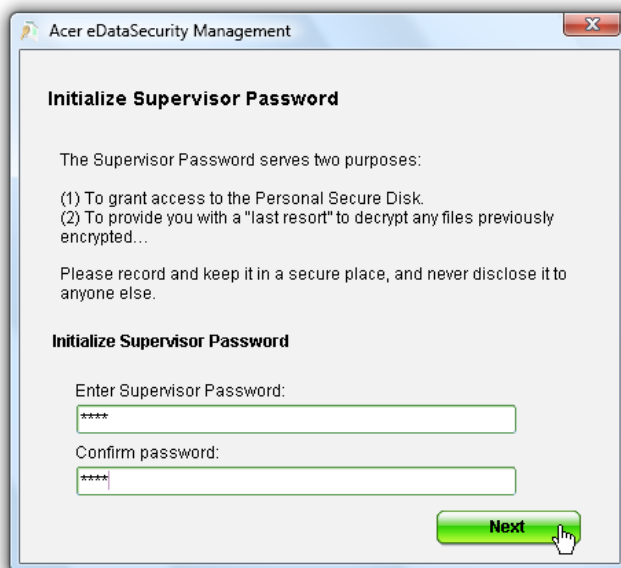 Acer eDataSecurity Management
Initialize Supervisor Password
The Supervisor Password serves two purposes:
(1) To grant access to the Personal Secure Disk.
(2) To provide you with a "last resort" to decrypt any files previously
encrypted...
Please record and keep it in a secure place, and never disclose it to
anyone else.
Initialize Supervisor Password
Enter Supervisor Password:
****
Confirm password:
****
Next